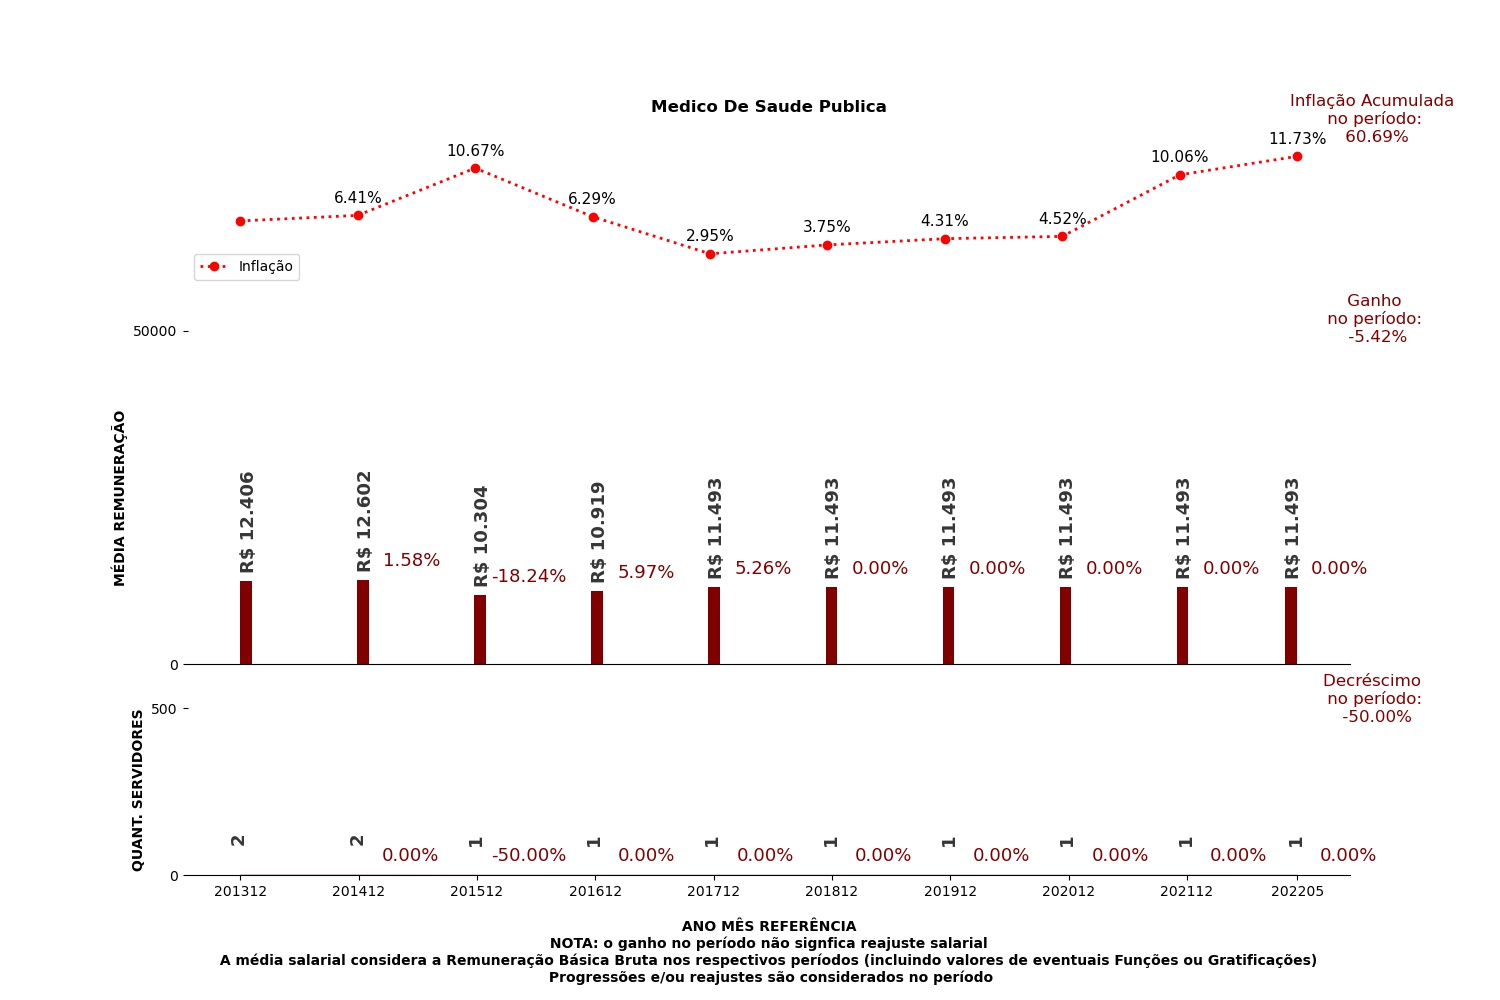 Medico De Saude Publica
Inflação Acumulada
no período:
60.69%
6.41%
10.67%
6.29%
2.95%
3.75%
4.31%
4.52%
10.06%
11.73%
Inflação
Ganho
no período:
-5.42%
50000
0
MÉDIA REMUNERAÇÃO
R$ 12.406
R$ 12.602
R$ 10.304
R$ 10.919
R$ 11.493
R$ 11.493
R$ 11.493
R$ 11.493
R$ 11.493
R$ 11.493
1.58%
-18.24%
5.97%
5.26%
0.00%
0.00%
0.00%
0.00%
0.00%
Decréscimo
no período:
-50.00%
500
0
QUANT. SERVIDORES
2
2
1
1
1
1
1
1
1
1
0.00%
-50.00%
0.00%
0.00%
0.00%
0.00%
0.00%
0.00%
0.00%
201312
201412
201512
201612
201712
201812
201912
202012
202112
202205
ANO MÊS REFERÊNCIA
NOTA: o ganho no período não signfica reajuste salarial
A média salarial considera a Remuneração Básica Bruta nos respectivos períodos (incluindo valores de eventuais Funções ou Gratificações)
Progressões e/ou reajustes são considerados no período